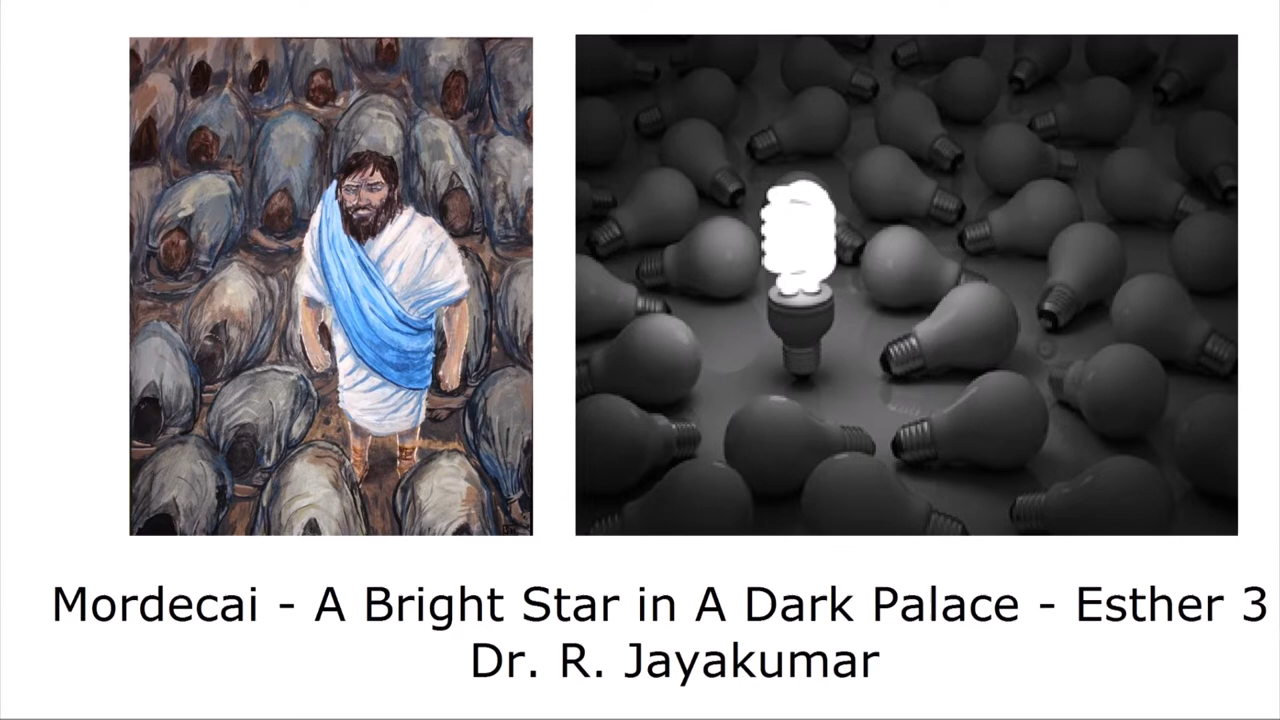 Mordecai - A Bright Star in A Dark Palace - Esther 3
Dr. R. Jayakumar